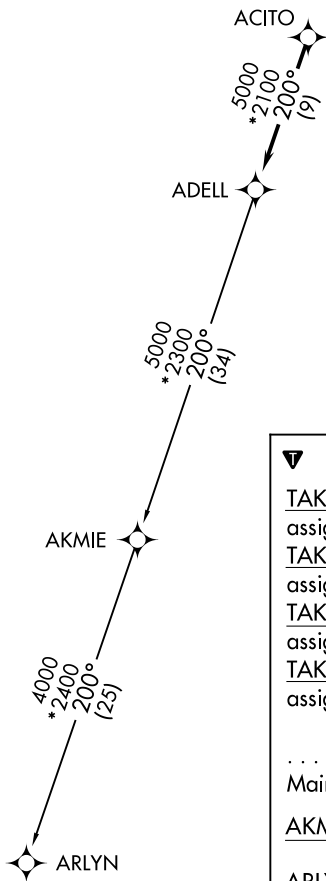 ACITO
5000
*2100
200°
(9)
ADELL
5000
*2300
200°
(34)
AKMIE
4000
*2400
200°
(25)
ARLYN
T
TAK
assig
TAK
assig
TAK
assig
TAK
assig
. . .
Main
AKM